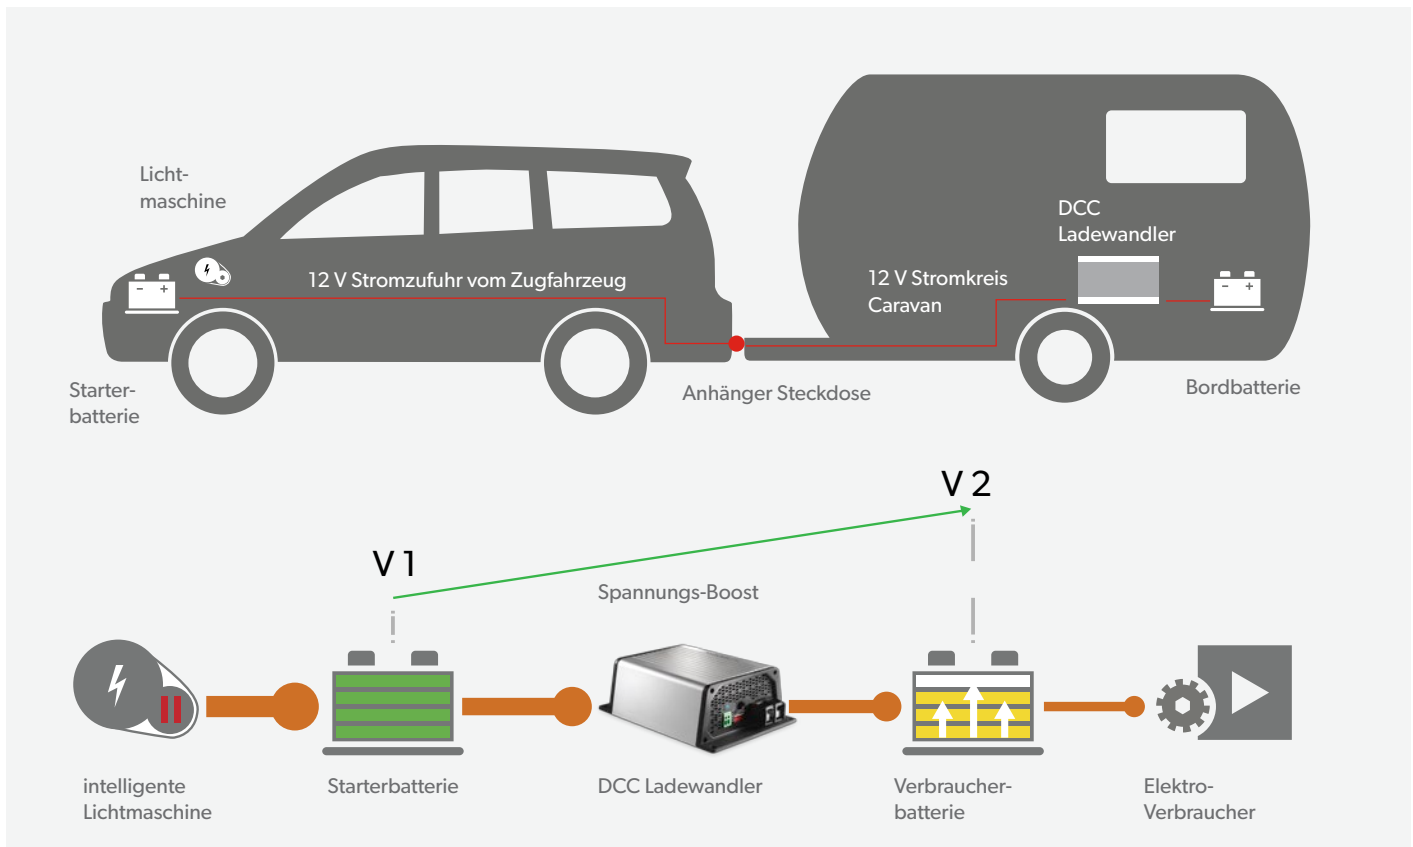 Licht-
maschine
12 V Stromzufuhr vom Zugfahrzeug
Starter-
batterie
Anhänger Steckdose
DCC
Ladewandler
12 V Stromkreis
Caravan
Bordbatterie
V 1
V 2
Spannungs-Boost
intelligente
Lichtmaschine
Starterbatterie
DCC Ladewandler
Verbraucher-
batterie
Elektro-
Verbraucher